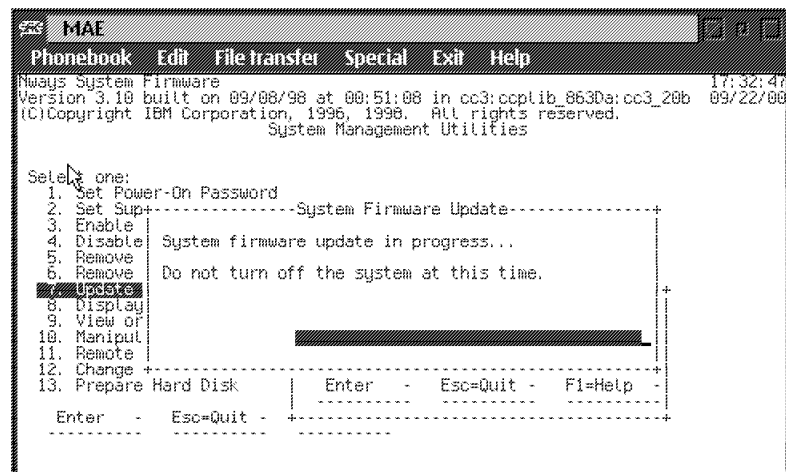 MAE
Phonebook Edit File transfer Special Exit Help
Nways System Firmware 17:32:47
Version 3.10 built on 09/08/98 at 00:51:08 in cc3:ccplib_863Da:cc3_20b 09/22/00
(C)Copyright IBM Corporation, 1996, 1998. All rights reserved.
System Management Utilities
Select one:
1. Set Power-On Password
2. Set Sup
System Firmware Update
3. Enable
4. Disable
System firmware update in progress...
5. Remove
6. Remove
Do not turn off the system at this time.
7. Update
8. Display
9. View or
10. Manipul
11. Remote
12. Change
13. Prepare Hard Disk
Enter - Esc=Quit - F1=Help -
Enter - Esc=Quit -